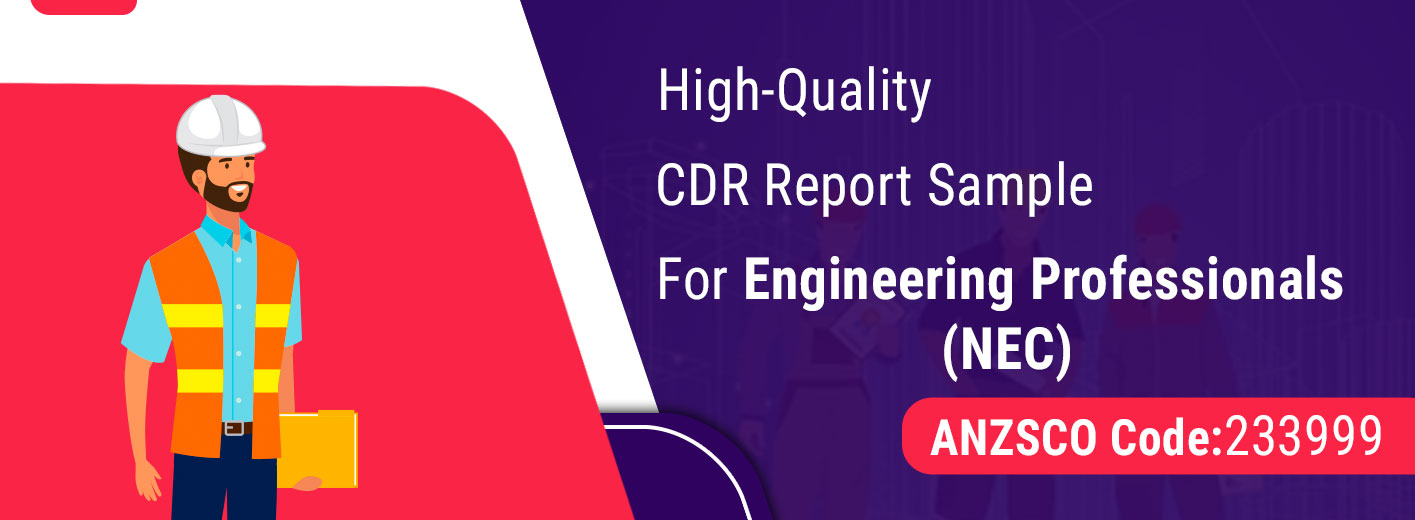 High-Quality
CDR Report Sample
For Engineering Professionals
(NEC)
ANZSCO Code:233999